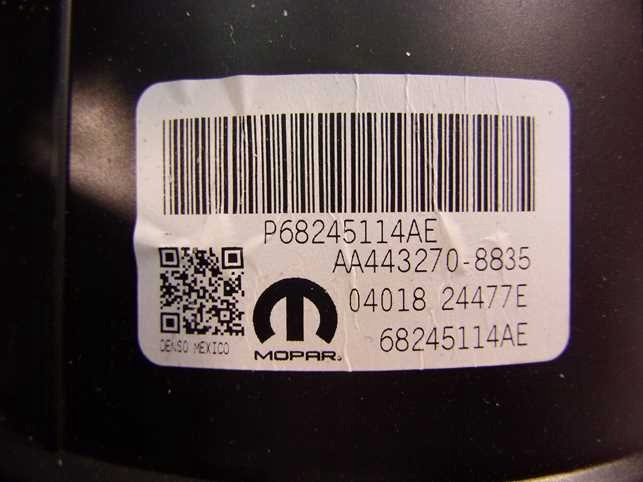 P68245114AE
AA443270-8835
04018 24477E
68245114AE
MOPAR®
DENSO MEXICO